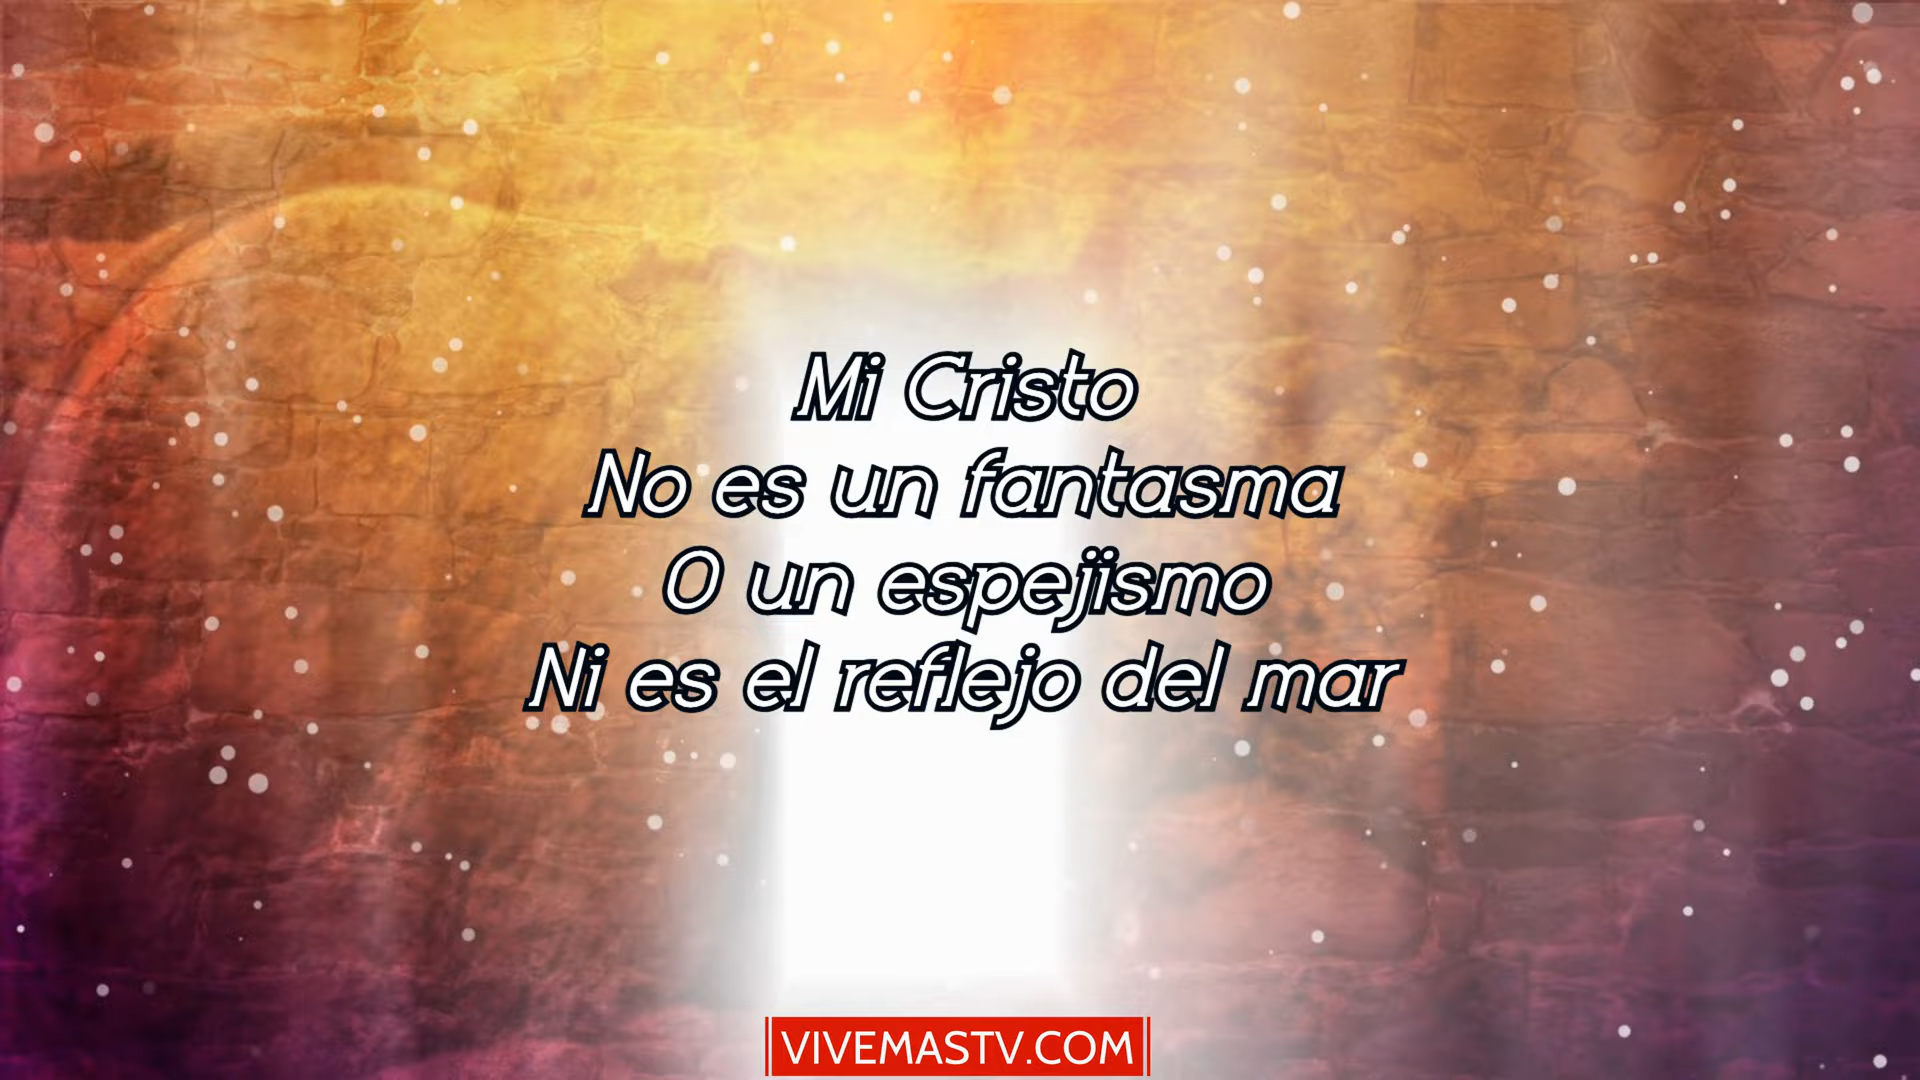 Mi Cristo
No es un fantasma
O un espejismo
Ni es el reflejo del mar
VIVEMASTV.COM